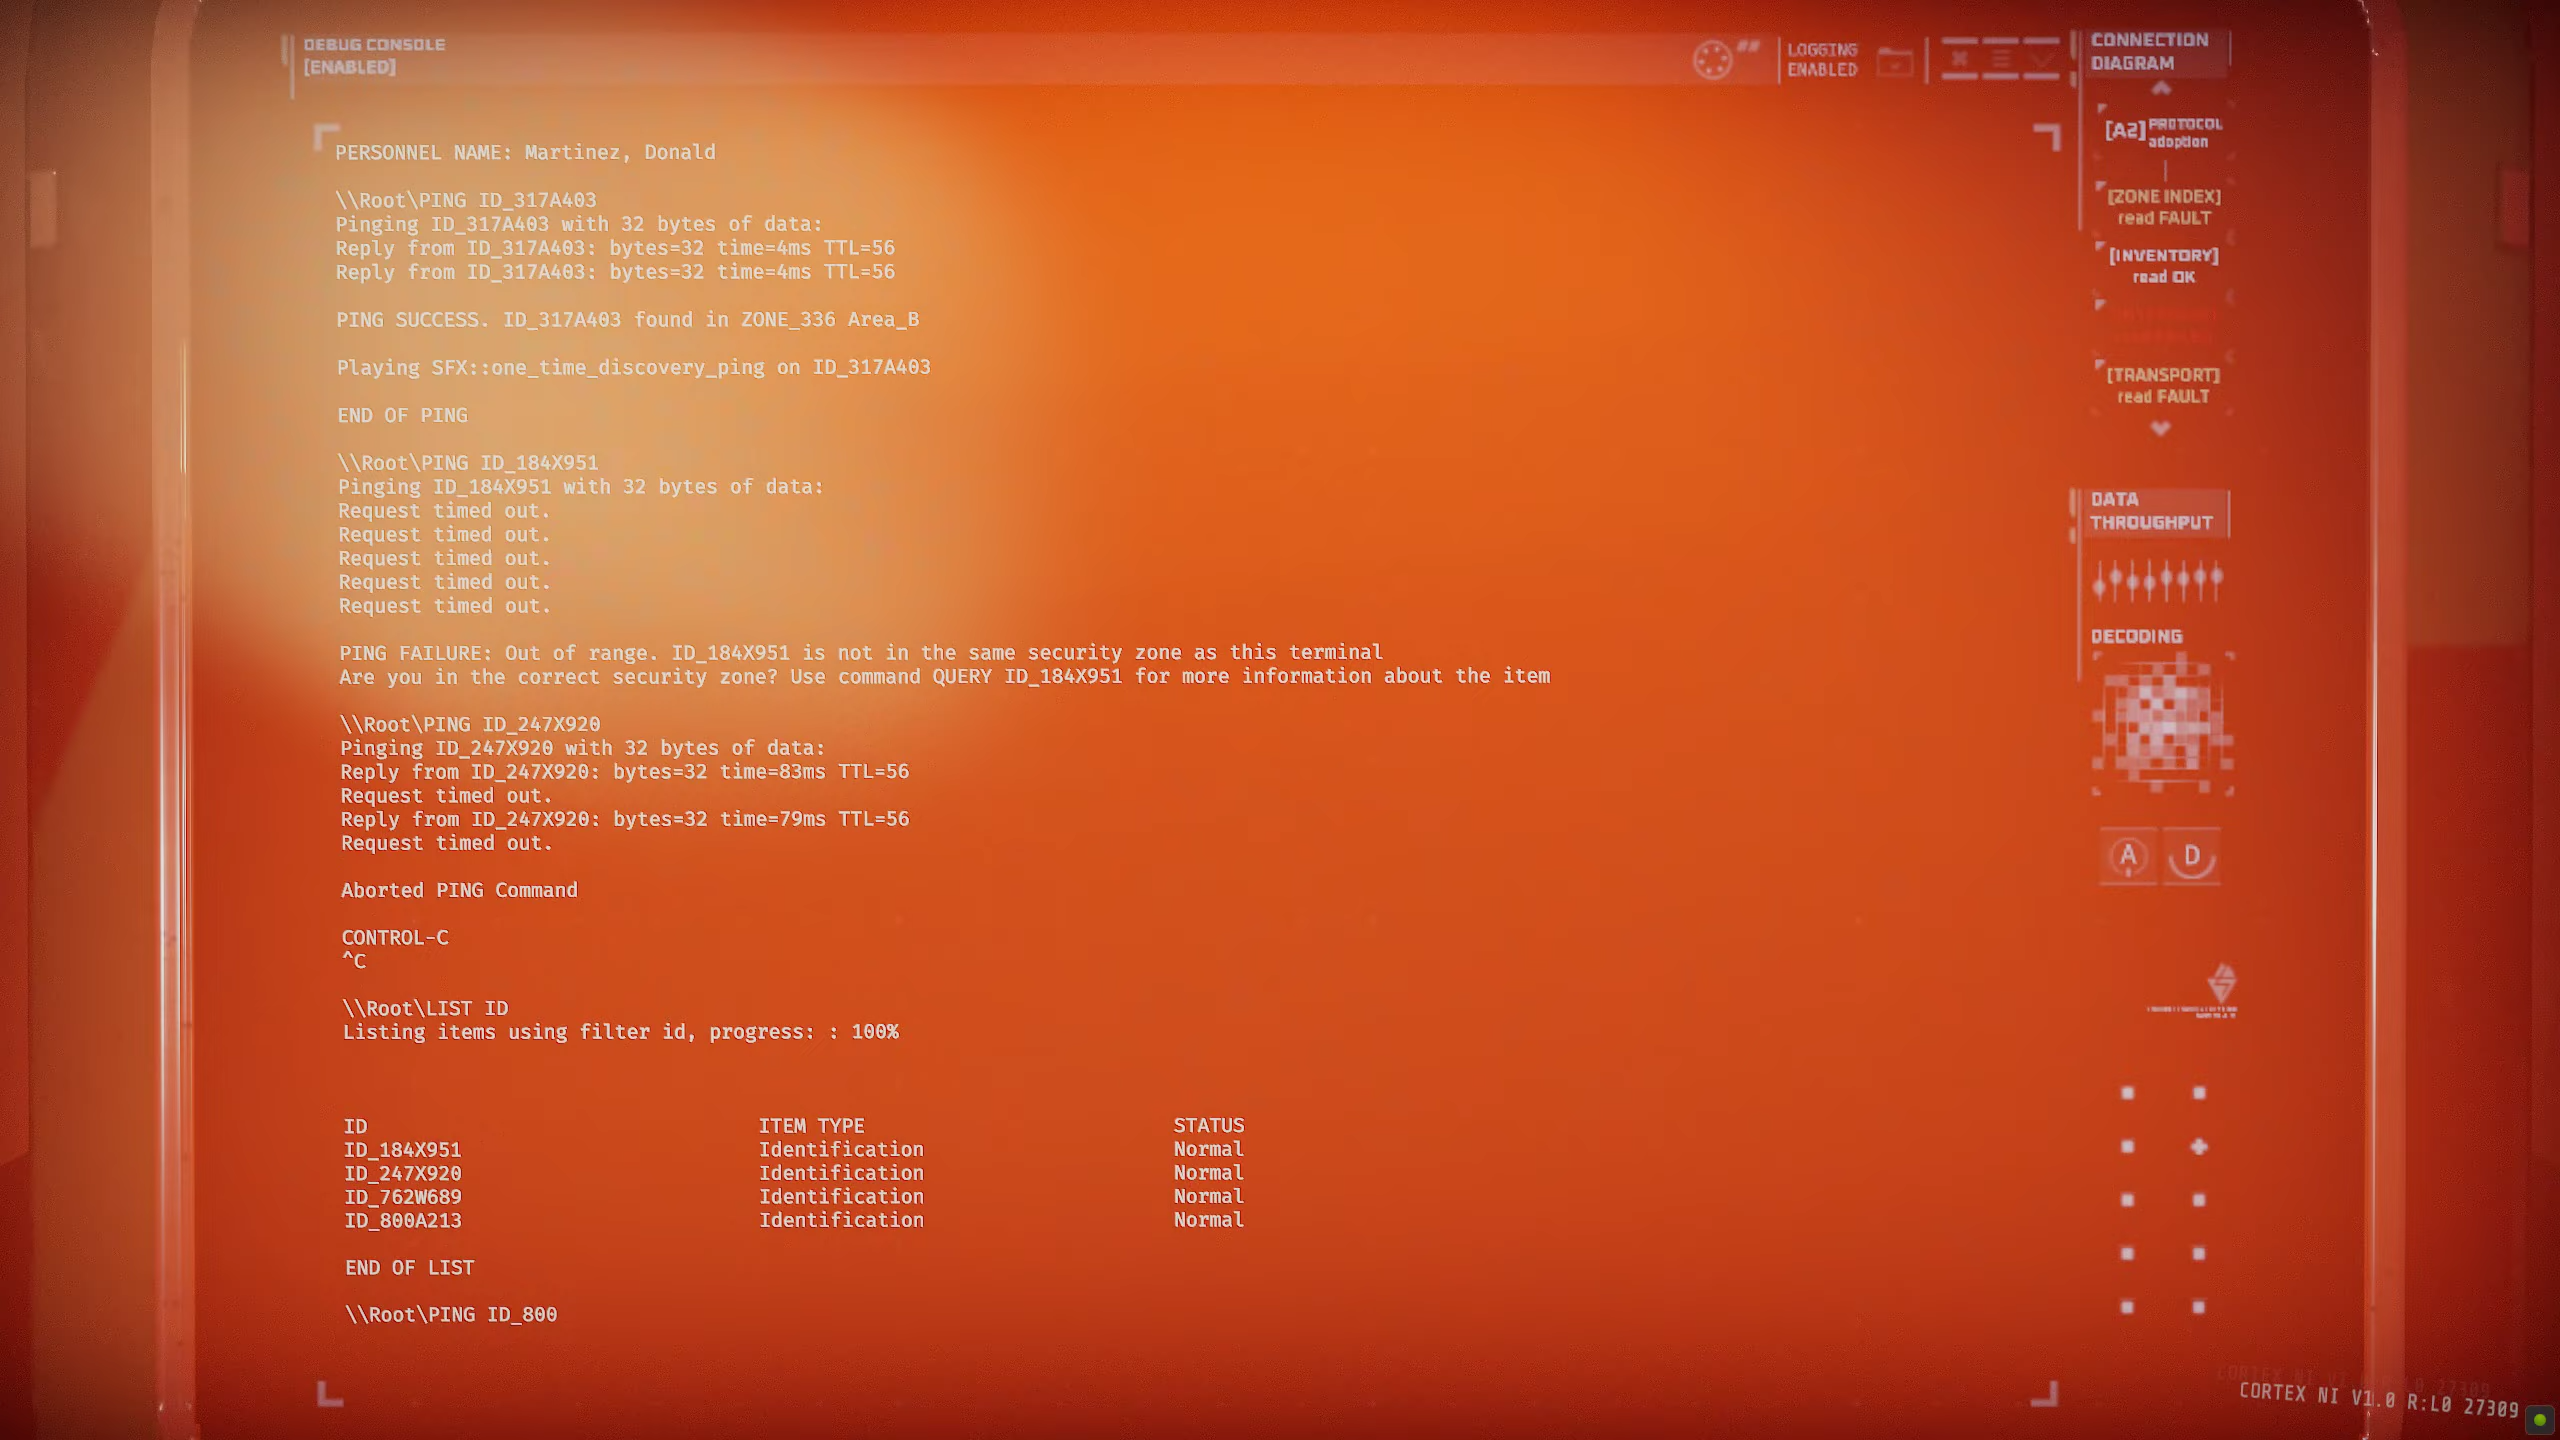 DEBUG CONSOLE
[ENABLED]
LOGGING
ENABLED
PERSONNEL NAME: Martinez, Donald
\\Root\PING ID_317A403
Pinging ID_317A403 with 32 bytes of data:
Reply from ID_317A403: bytes=32 time=4ms TTL=56
Reply from ID_317A403: bytes=32 time=4ms TTL=56
PING SUCCESS. ID_317A403 found in ZONE_336 Area_B
Playing SFX::one_time_discovery_ping on ID_317A403
END OF PING
\\Root\PING ID_184X951
Pinging ID_184X951 with 32 bytes of data:
Request timed out.
Request timed out.
Request timed out.
Request timed out.
Request timed out.
PING FAILURE: Out of range. ID_184X951 is not in the same security zone as this terminal
Are you in the correct security zone? Use command QUERY ID_184X951 for more information about the item
\\Root\PING ID_247X920
Pinging ID_247X920 with 32 bytes of data:
Reply from ID_247X920: bytes=32 time=83ms TTL=56
Request timed out.
Reply from ID_247X920: bytes=32 time=79ms TTL=56
Request timed out.
Aborted PING Command
CONTROL-C
^C
\\Root\LIST ID
Listing items using filter id, progress: : 100%
ID ITEM TYPE STATUS
ID_184X951 Identification Normal
ID_247X920 Identification Normal
ID_762W689 Identification Normal
ID_800A213 Identification Normal
END OF LIST
\\Root\PING ID_800
CONNECTION
DIAGRAM
[A2] PROTOCOL
adoption
[ZONE INDEX]
read FAULT
[INVENTORY]
read OK
[TRANSPORT]
read FAULT
DATA
THROUGHPUT
DECODING
A D
CORTEX NI V1.0 R:L0 27309